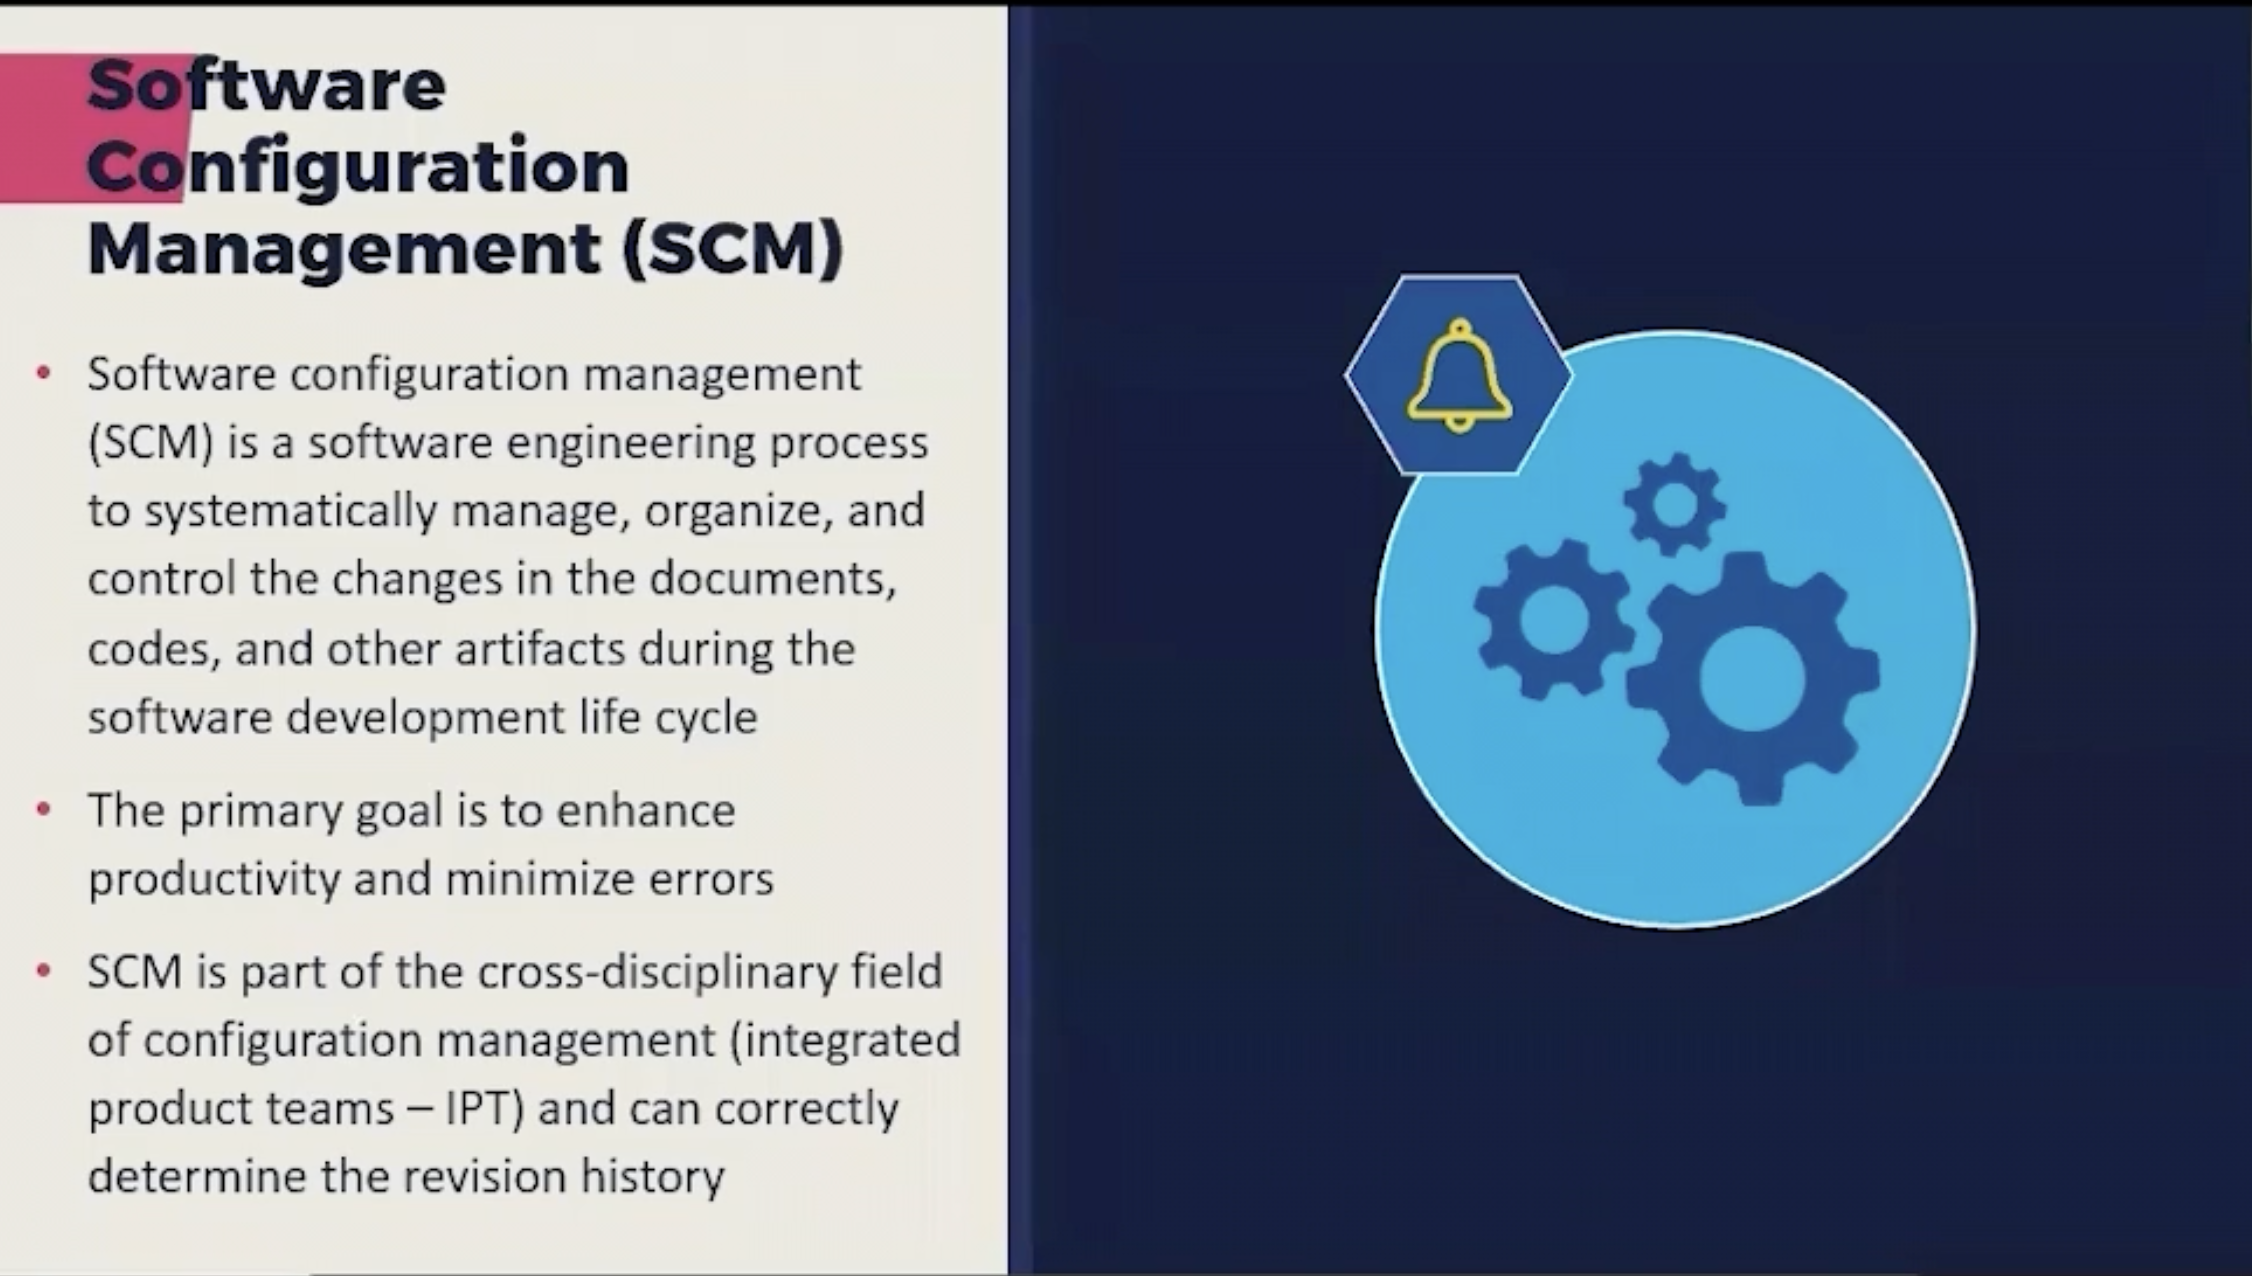 Software
Configuration
Management (SCM)
• Software configuration management
(SCM) is a software engineering process
to systematically manage, organize, and
control the changes in the documents,
codes, and other artifacts during the
software development life cycle
• The primary goal is to enhance
productivity and minimize errors
• SCM is part of the cross-disciplinary field
of configuration management (integrated
product teams – IPT) and can correctly
determine the revision history